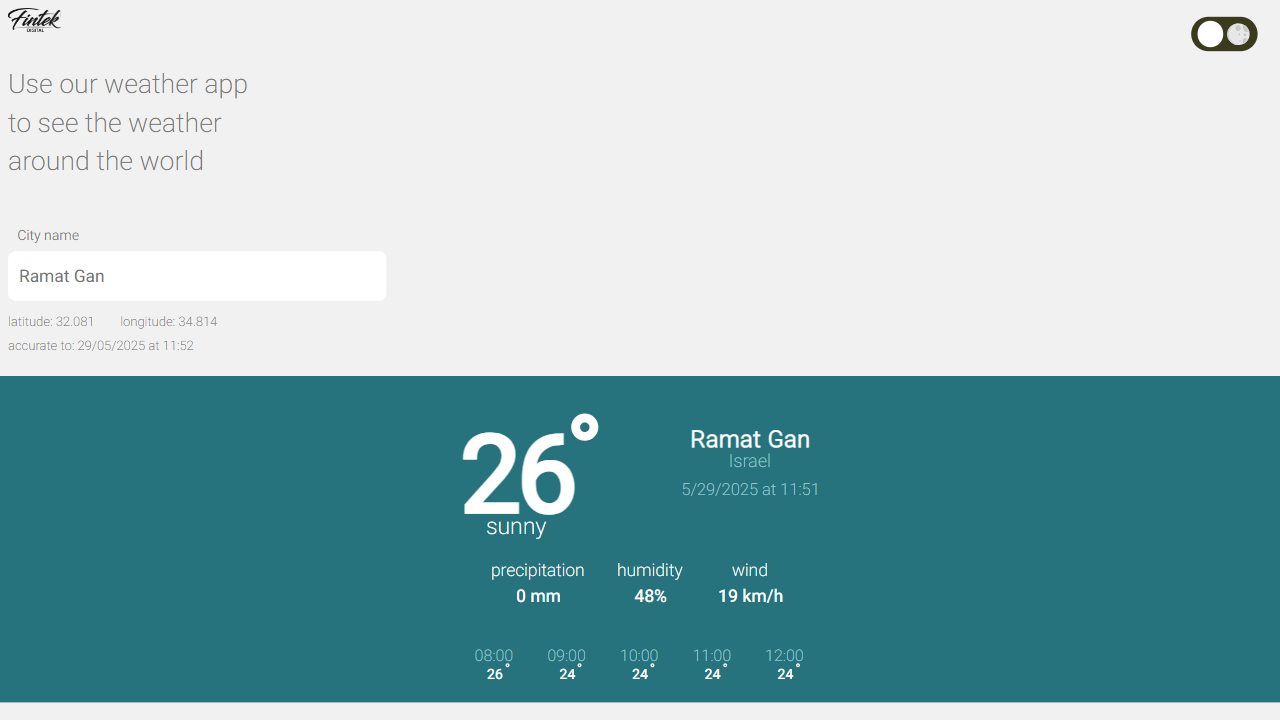 Fintek
DIGITAL
Use our weather app
to see the weather
around the world
City name
Ramat Gan
latitude: 32.081 longitude: 34.814
accurate to: 29/05/2025 at 11:52
26°
sunny
Ramat Gan
Israel
5/29/2025 at 11:51
precipitation humidity wind
0 mm 48% 19 km/h
08:00 09:00 10:00 11:00 12:00
26° 24° 24° 24° 24°